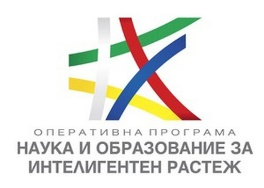 ОПЕРАТИВНА ПРОГРАМА
НАУКА И ОБРАЗОВАНИЕ ЗА
ИНТЕЛИГЕНТЕН РАСТЕЖ